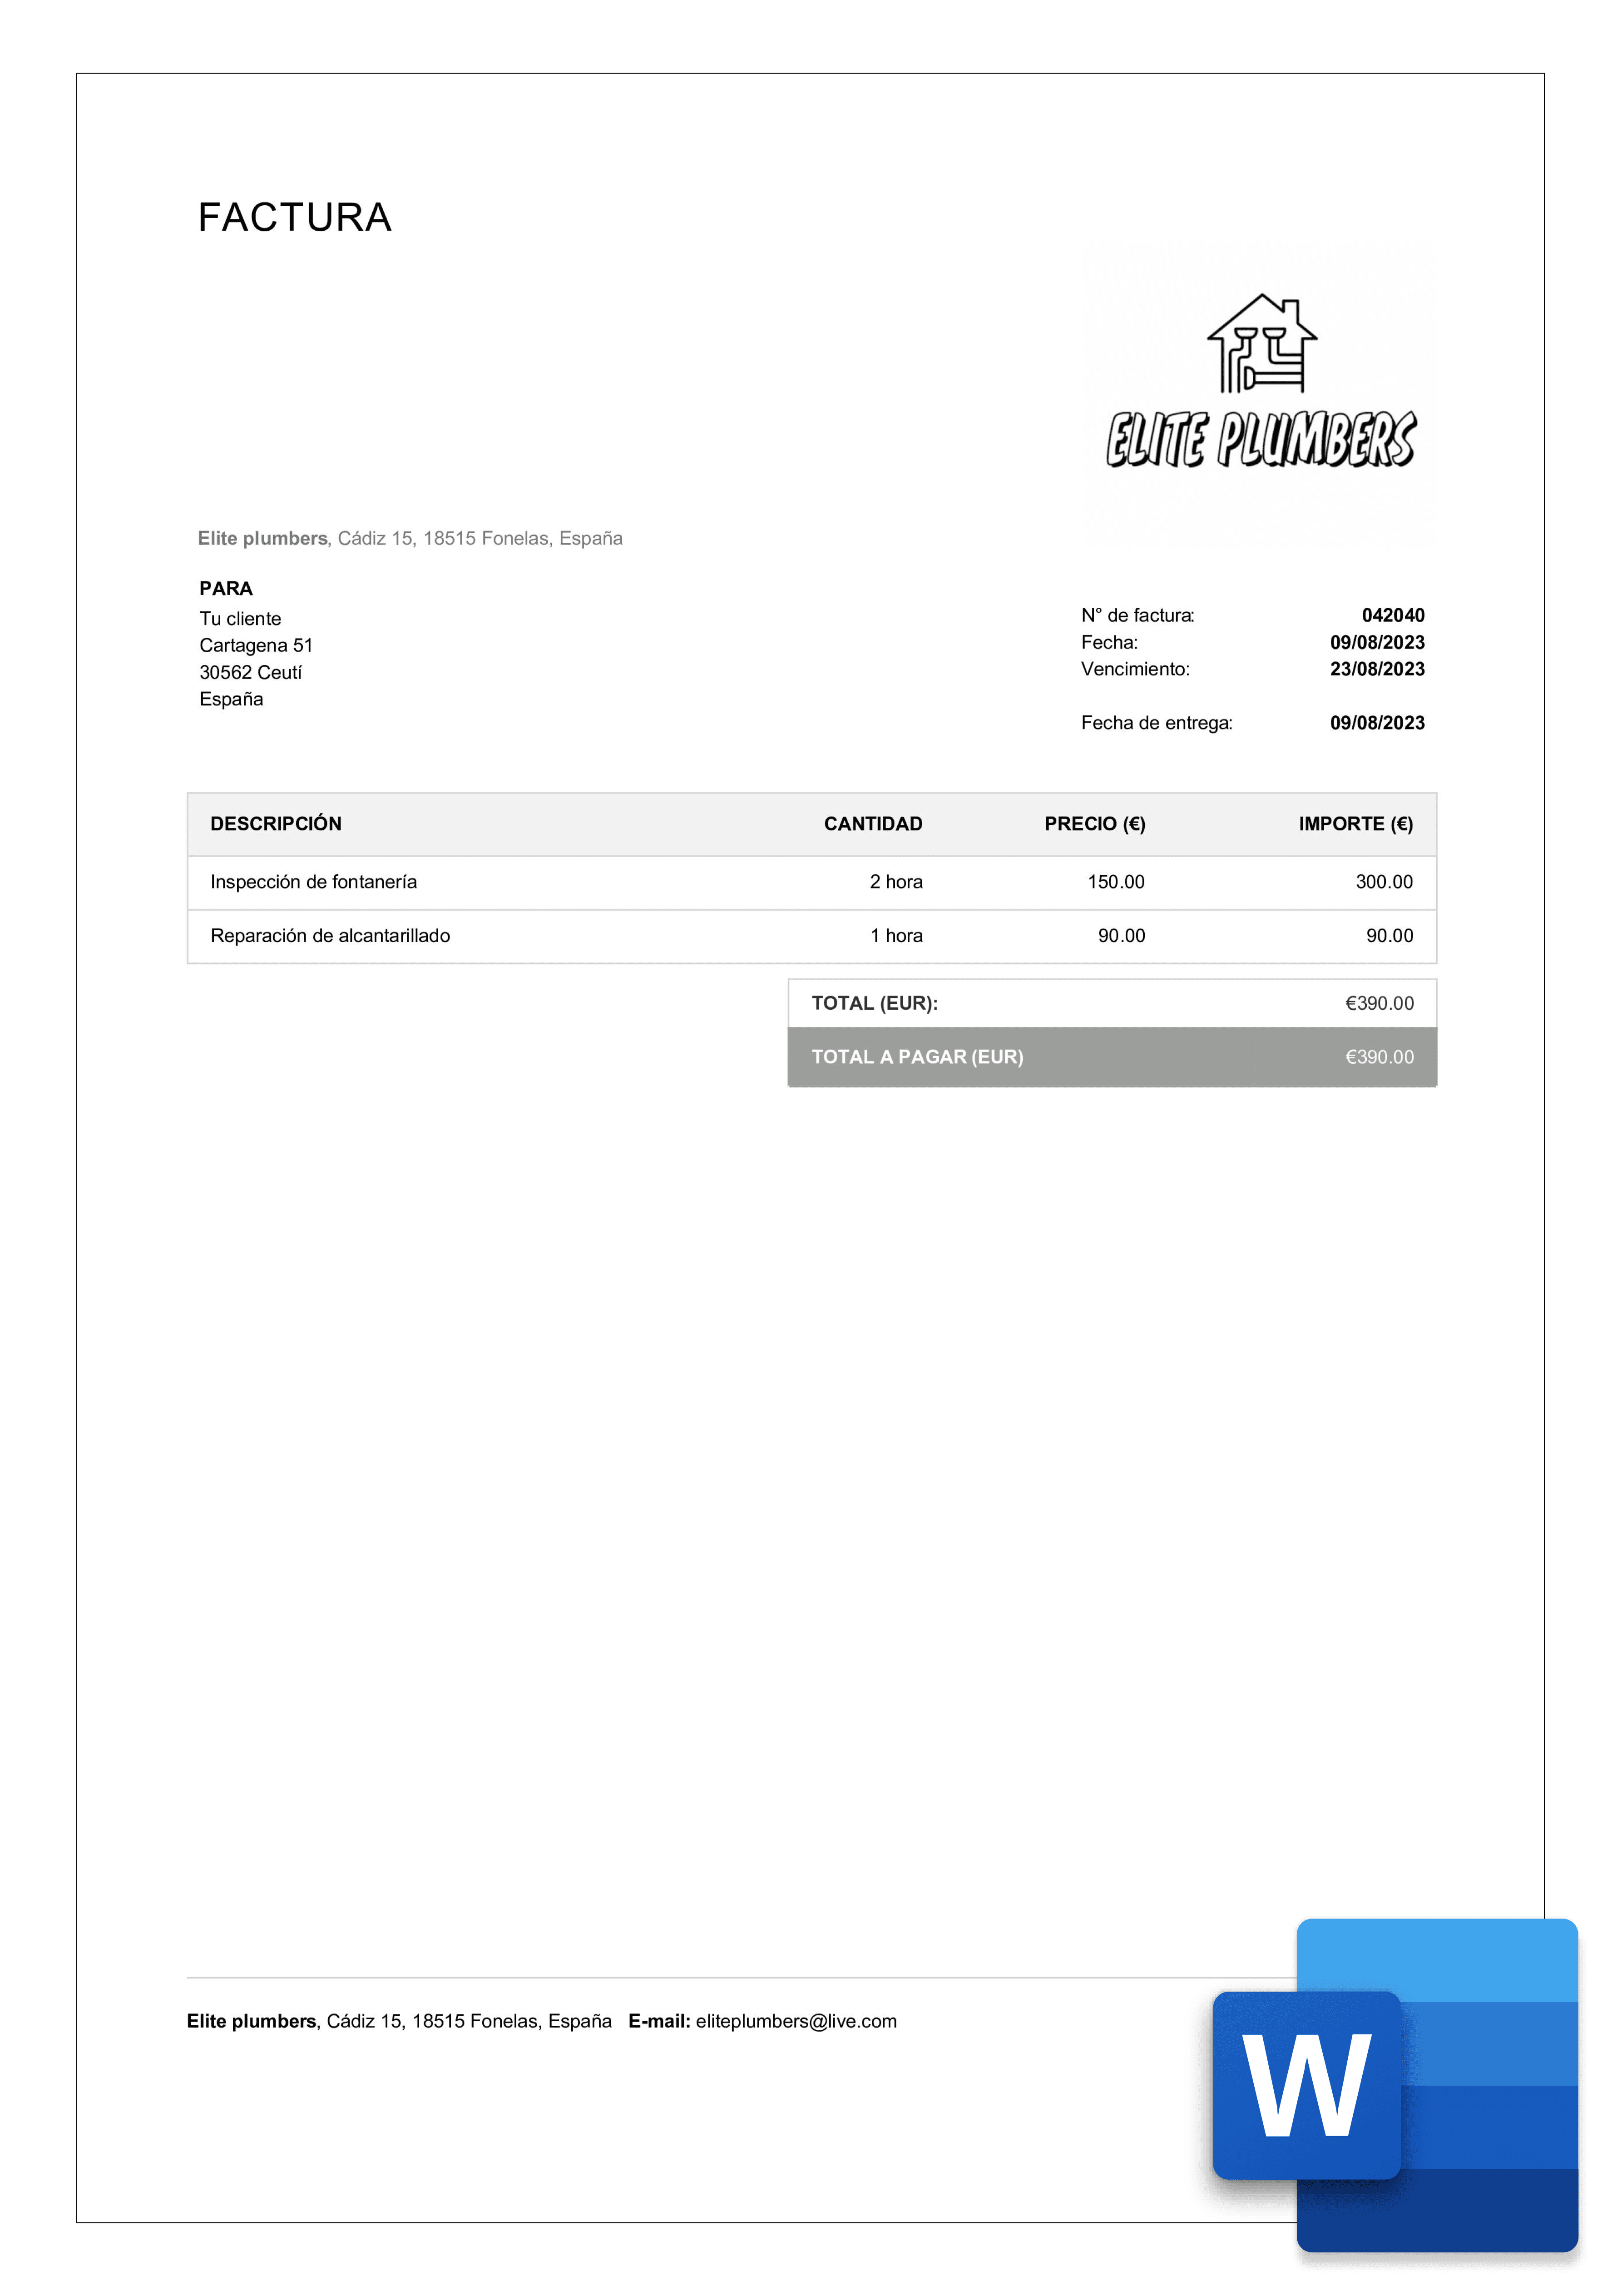 FACTURA
ELITE PLUMBERS
Elite plumbers, Cádiz 15, 18515 Fonelas, España
PARA
Tu cliente
Cartagena 51
30562 Ceutí
España
N° de factura: 042040
Fecha: 09/08/2023
Vencimiento: 23/08/2023
Fecha de entrega: 09/08/2023
DESCRIPCIÓN CANTIDAD PRECIO (€) IMPORTE (€)
Inspección de fontanería 2 hora 150.00 300.00
Reparación de alcantarillado 1 hora 90.00 90.00
TOTAL (EUR): €390.00
TOTAL A PAGAR (EUR) €390.00
Elite plumbers, Cádiz 15, 18515 Fonelas, España E-mail: eliteplumbers@live.com
W